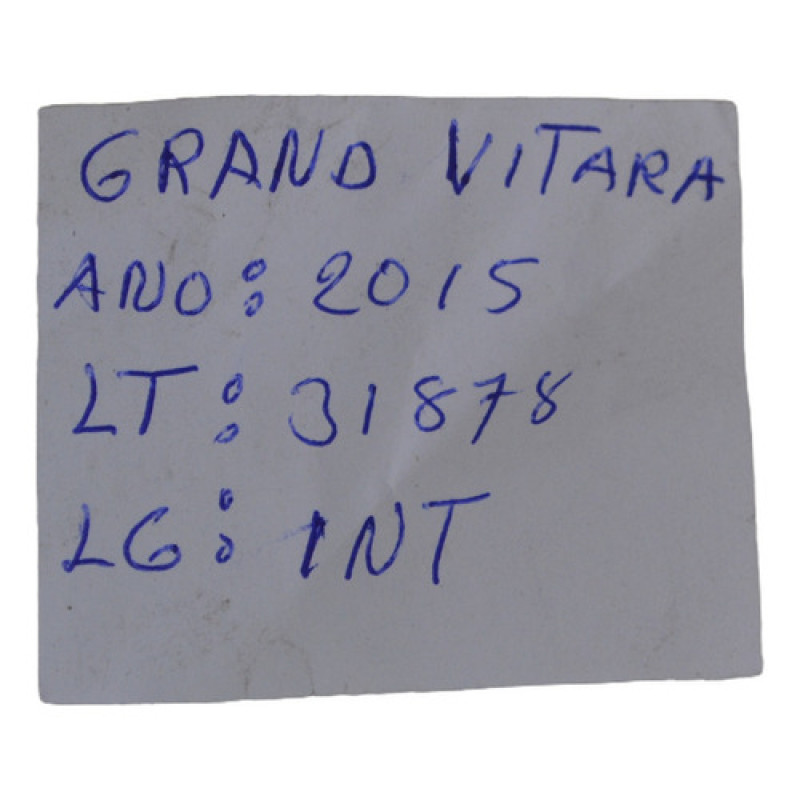 GRAND VITARA
ANO: 2015
LT: 31878
LG: INT